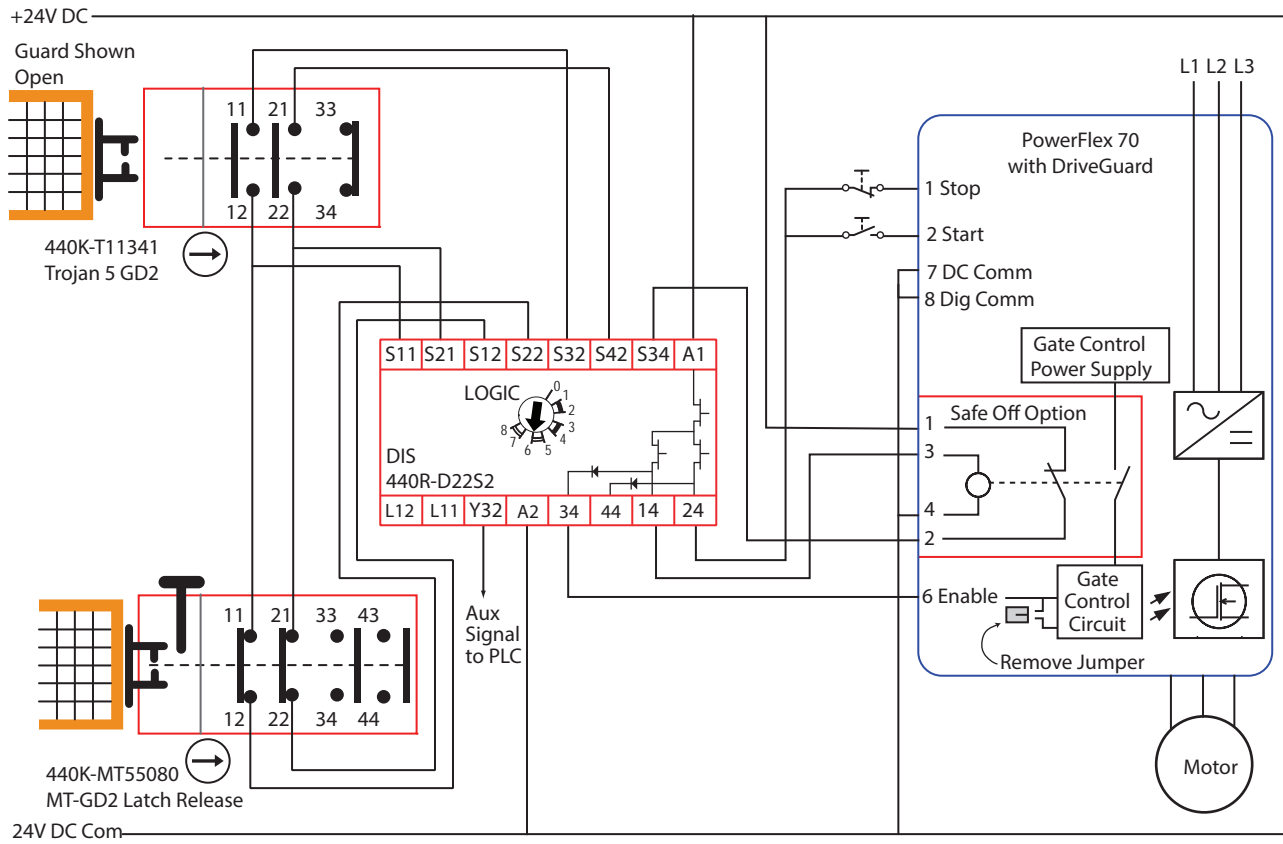 +24V DC
Guard Shown
Open
11 21 33
12 22 34
440K-T11341
Trojan 5 GD2
L1 L2 L3
PowerFlex 70
with DriveGuard
1 Stop
2 Start
7 DC Comm
8 Dig Comm
Gate Control
Power Supply
S11 S21 S12 S22 S32 S42 S34 A1
LOGIC
0
1
2
3
4
5
6
7
8
DIS
440R-D22S2
L12 L11 Y32 A2 34 44 14 24
Safe Off Option
1
3
4
2
Aux
Signal
to PLC
6 Enable
Gate
Control
Circuit
Remove Jumper
11 21 33 43
12 22 34 44
440K-MT55080
MT-GD2 Latch Release
Motor
24V DC Com